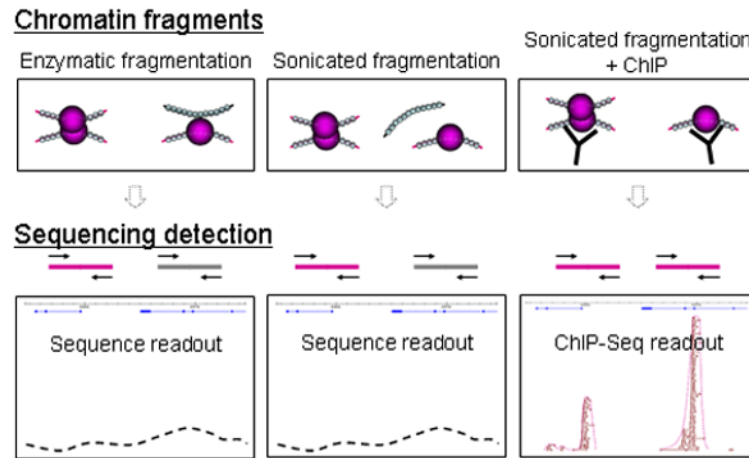 Chromatin fragments
Enzymatic fragmentation
Sonicated fragmentation
Sonicated fragmentation
+ ChIP
Sequencing detection
Sequence readout
Sequence readout
ChIP-Seq readout